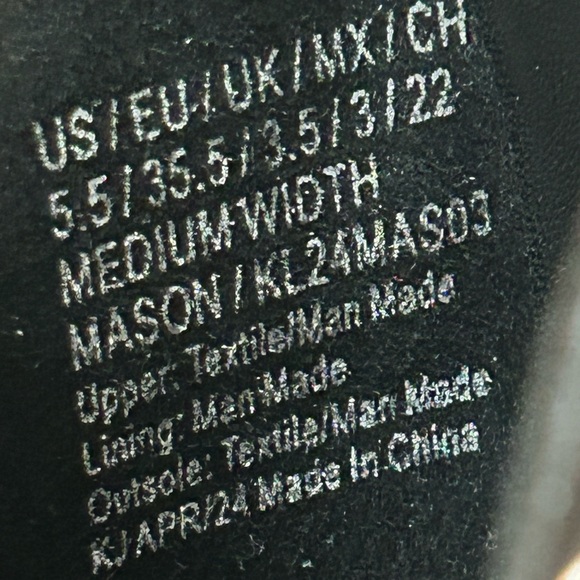 US/EU/UK/MX/CH
5.5/35.5/3.5/3/22
MEDIUM WIDTH
MASON/KL24MAS03
Upper: Textile/Man Made
Lining: Man Made
Outsole: Textile/Man Made
KJ/APR/24 Made In China